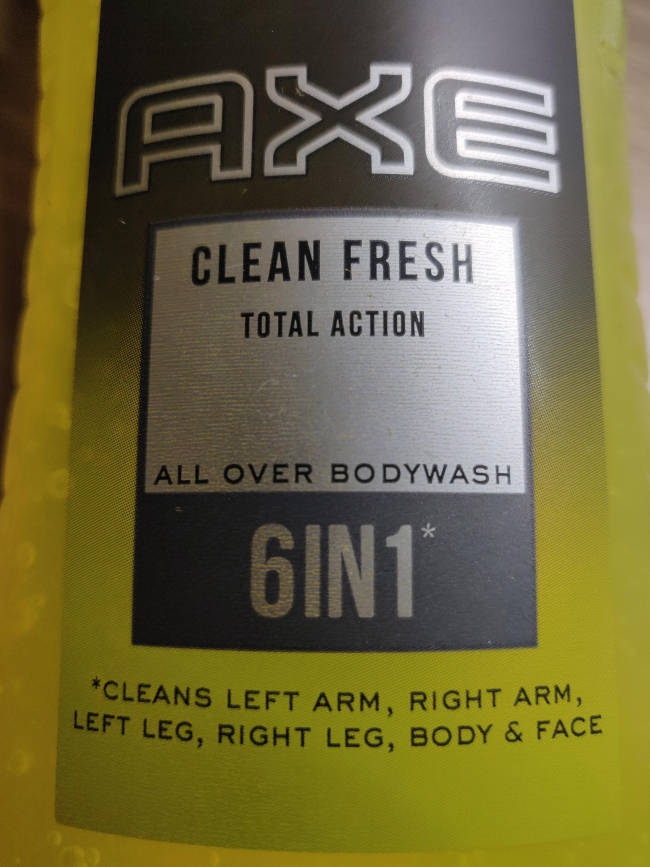 AXE
CLEAN FRESH
TOTAL ACTION
ALL OVER BODYWASH
6IN1*
*CLEANS LEFT ARM, RIGHT ARM,
LEFT LEG, RIGHT LEG, BODY & FACE